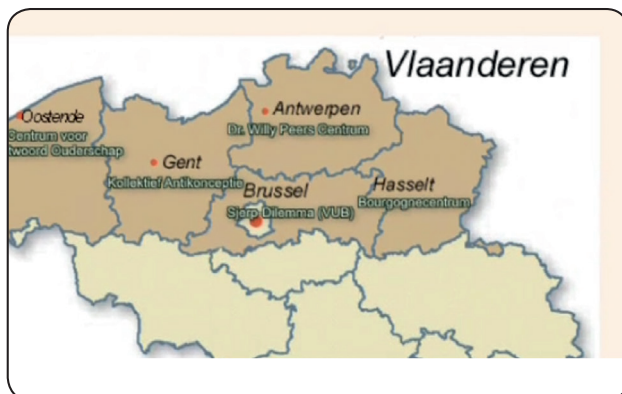 Vlaanderen
Oostende
Centrum voor
twoord Ouderschap
Antwerpen
Dr. Willy Peers Centrum
Gent
Kollektief Antikonceptie
Brussel
Sjerp Dilemma (VUB)
Hasselt
Bourgognecentrum